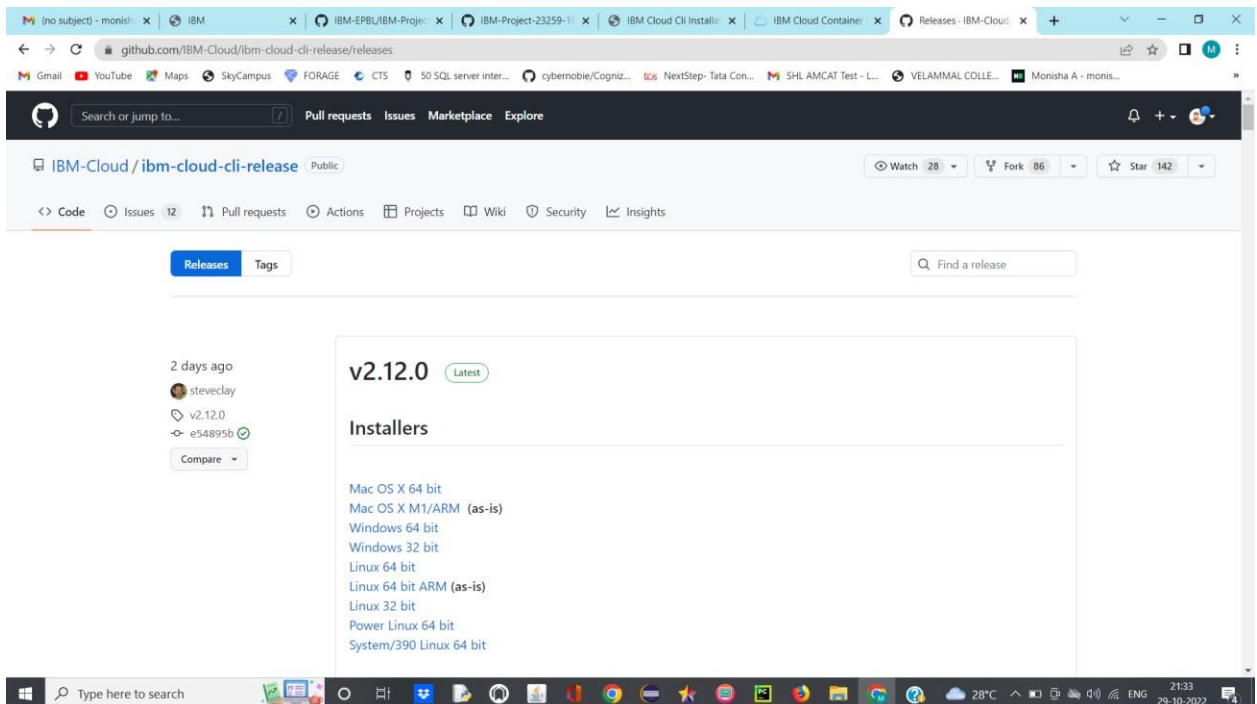 (no subject) - monish
IBM
IBM-EPBL/IBM-Projec
IBM-Project-23259-1
IBM Cloud Cli Installa
IBM Cloud Container
Releases · IBM-Cloud
github.com/IBM-Cloud/ibm-cloud-cli-release/releases
M
Gmail YouTube Maps SkyCampus FORAGE CTS 50 SQL server inter... cybernobie/Cogniz... NextStep- Tata Con... SHL AMCAT Test - L... VELAMMAL COLLE... Monisha A - monis... »
Search or jump to... / Pull requests Issues Marketplace Explore
IBM-Cloud / ibm-cloud-cli-release Public
Watch 28 Fork 86 Star 142
Code Issues 12 Pull requests Actions Projects Wiki Security Insights
Releases Tags
Find a release
2 days ago
steveclay
v2.12.0
e54895b
Compare
v2.12.0 Latest
Installers
Mac OS X 64 bit
Mac OS X M1/ARM (as-is)
Windows 64 bit
Windows 32 bit
Linux 64 bit
Linux 64 bit ARM (as-is)
Linux 32 bit
Power Linux 64 bit
System/390 Linux 64 bit
Type here to search
28°C ENG
21:33
29-10-2022
4